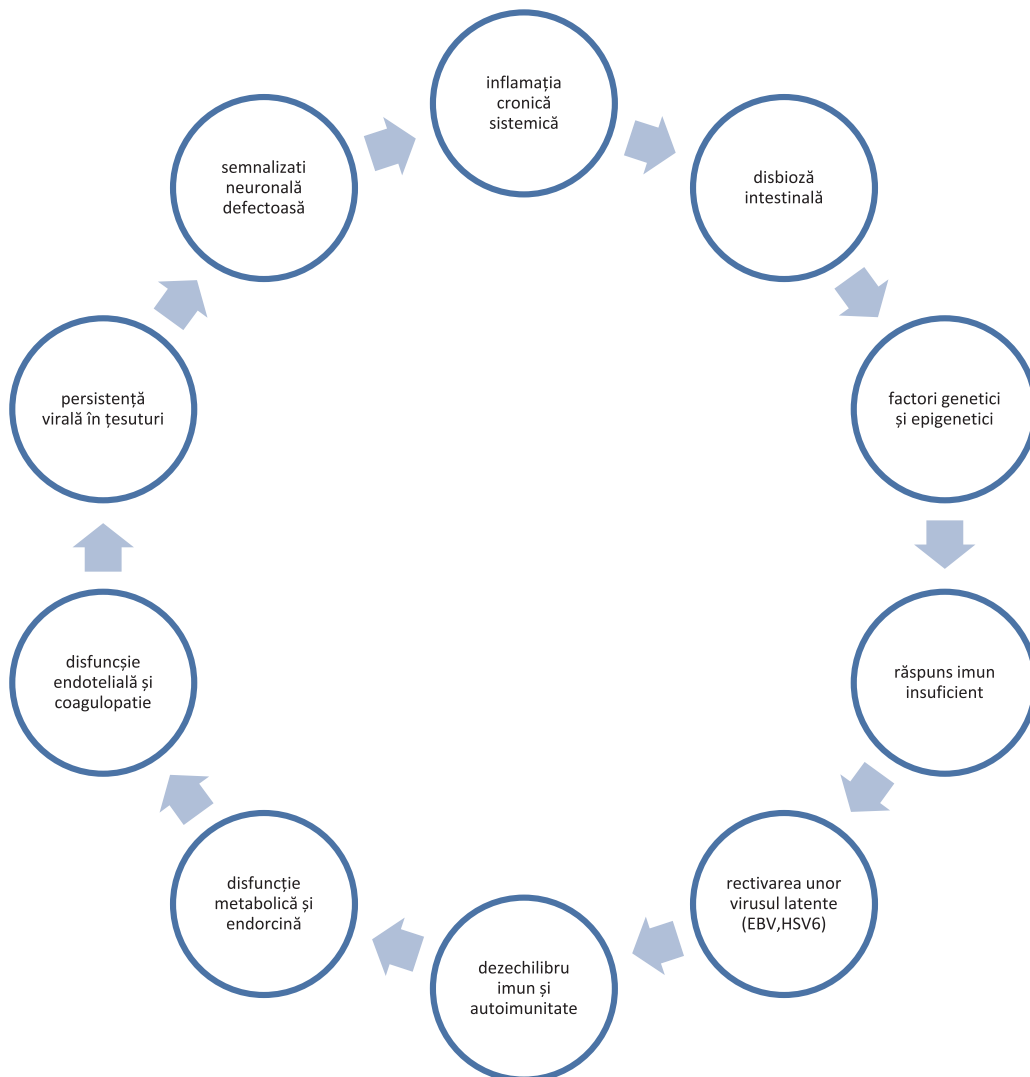 inflamația
cronică
sistemică
disbioză
intestinală
factori genetici
și epigenetici
răspuns imun
insuficient
rectivarea unor
virusul latente
(EBV,HSV6)
dezechilibru
imun și
autoimunitate
disfuncție
metabolică și
endorcină
disfuncșie
endotelială și
coagulopatie
persistență
virală în țesuturi
semnalizati
neuronală
defectoasă